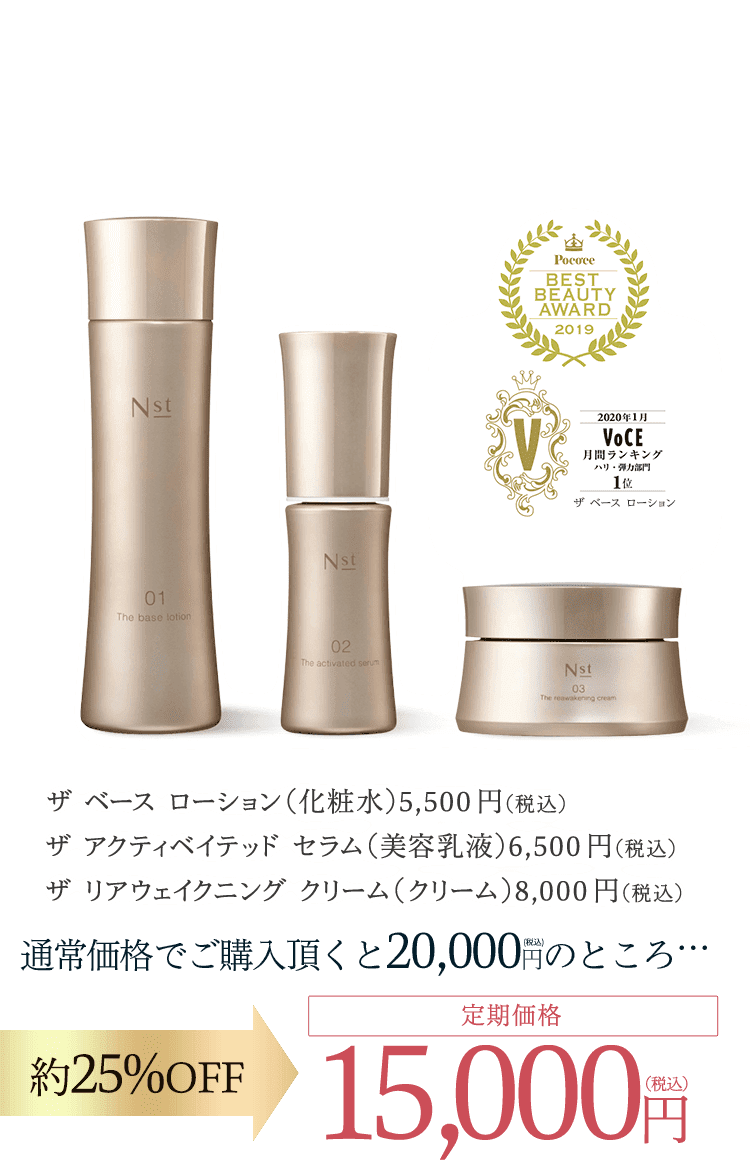 Pococe
BEST
BEAUTY
AWARD
2019
V
2020年1月
VoCE
月間ランキング
ハリ・弾力部門
1位
ザ ベース ローション
Nst
01
The base lotion
Nst
02
The activated serum
Nst
03
The reawakening cream
ザ ベース ローション（化粧水）5,500円（税込）
ザ アクティベイテッド セラム（美容乳液）6,500円（税込）
ザ リアウェイクニング クリーム（クリーム）8,000円（税込）
通常価格でご購入頂くと20,000円（税込）のところ…
約25%OFF
定期価格
15,000円（税込）